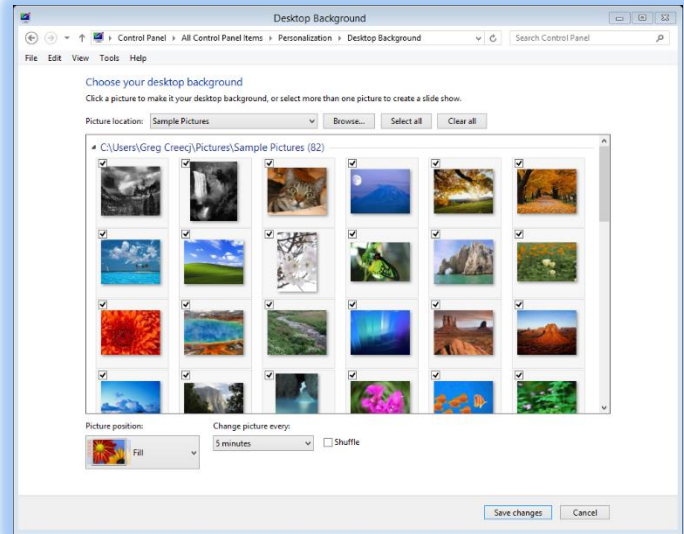 Desktop Background
Control Panel All Control Panel Items Personalization Desktop Background Search Control Panel
File Edit View Tools Help
Choose your desktop background
Click a picture to make it your desktop background, or select more than one picture to create a slide show.
Picture location: Sample Pictures Browse... Select all Clear all
C:\Users\Greg Creecj\Pictures\Sample Pictures (82)
Picture position: Change picture every:
Fill 5 minutes Shuffle
Save changes Cancel